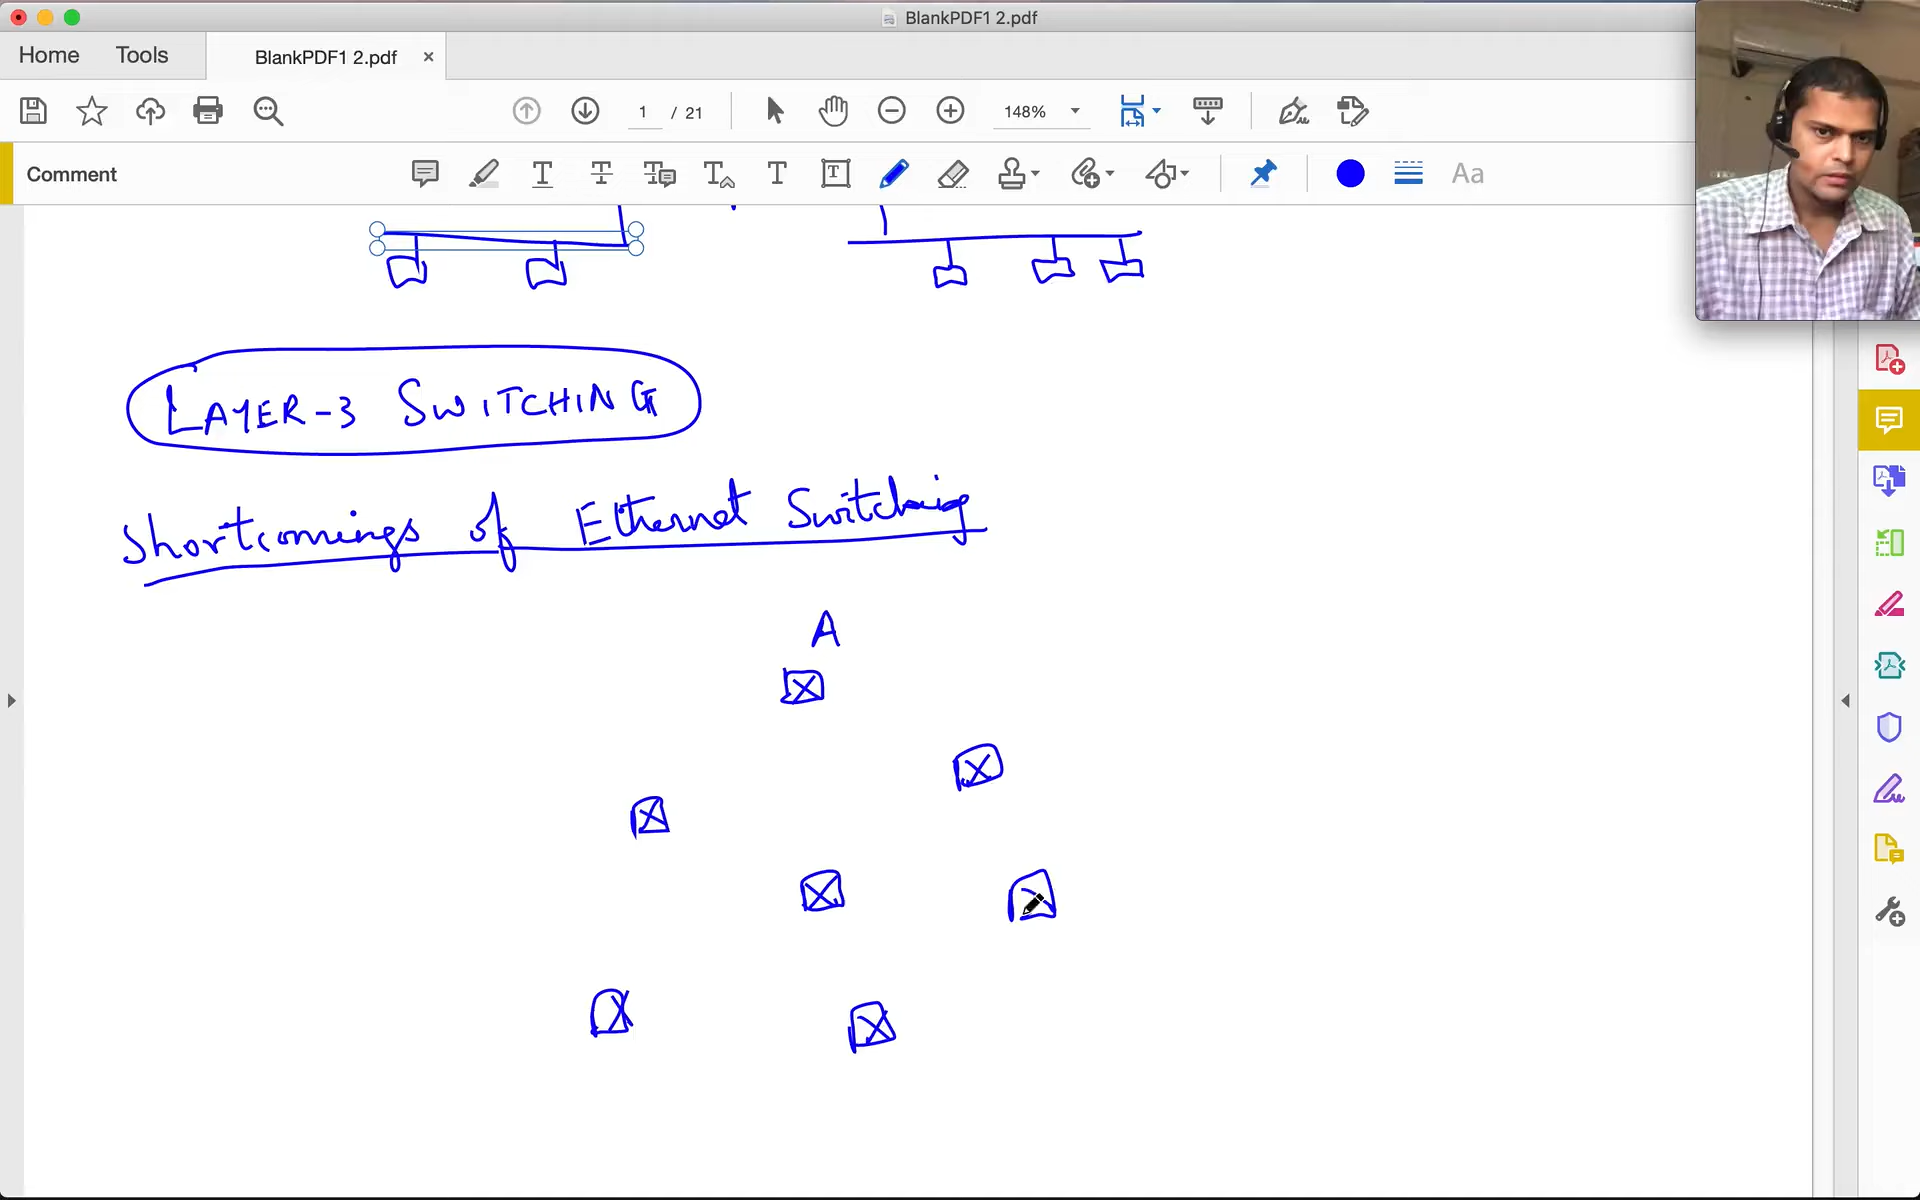 BlankPDF1 2.pdf
Home Tools BlankPDF1 2.pdf ×
1 / 21 148%
Comment Aa
LAYER-3 SWITCHING
Shortcomings of Ethernet Switching
A